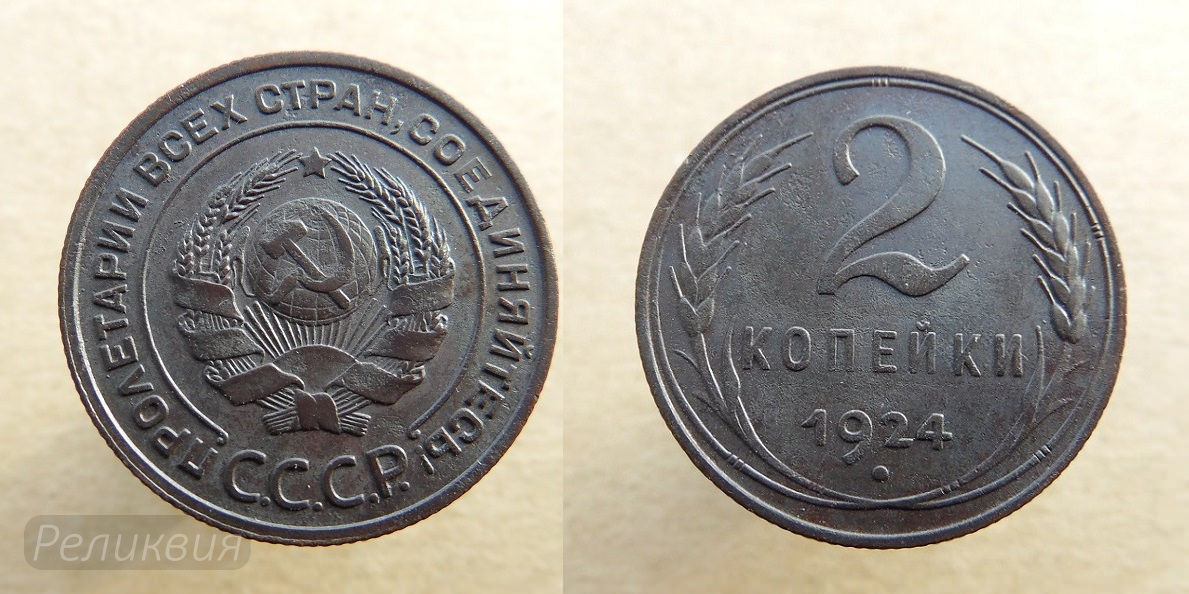 ПРОЛЕТАРИИ ВСЕХ СТРАН, СОЕДИНЯЙТЕСЬ!
С.С.С.Р.
2
КОПЕЙКИ
1924
Реликвия